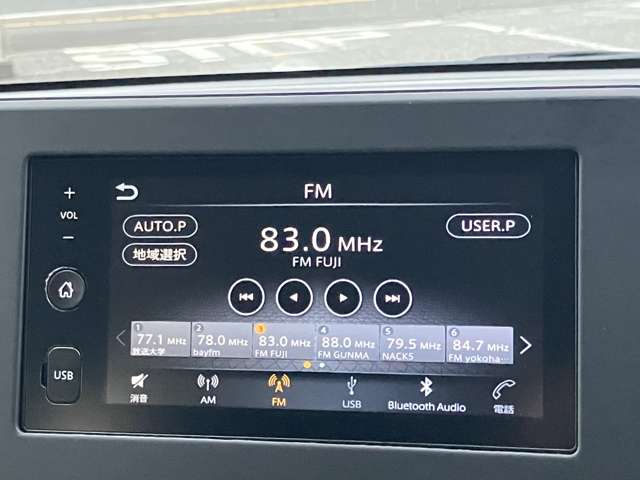 STOP
FM
+
VOL
−
AUTO.P
83.0 MHz
USER.P
地域選択
FM FUJI
1
77.1 MHz
放送大学
2
78.0 MHz
bayfm
3
83.0 MHz
FM FUJI
4
88.0 MHz
FM GUNMA
5
79.5 MHz
NACK5
6
84.7 MHz
FM yokoha…
USB
消音
AM
FM
USB
Bluetooth Audio
電話